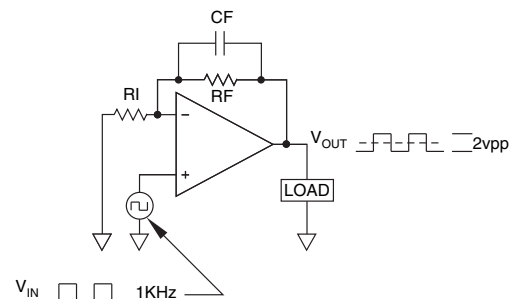 CF
RF
RI
−
+
VOUT
2vpp
LOAD
VIN
1KHz